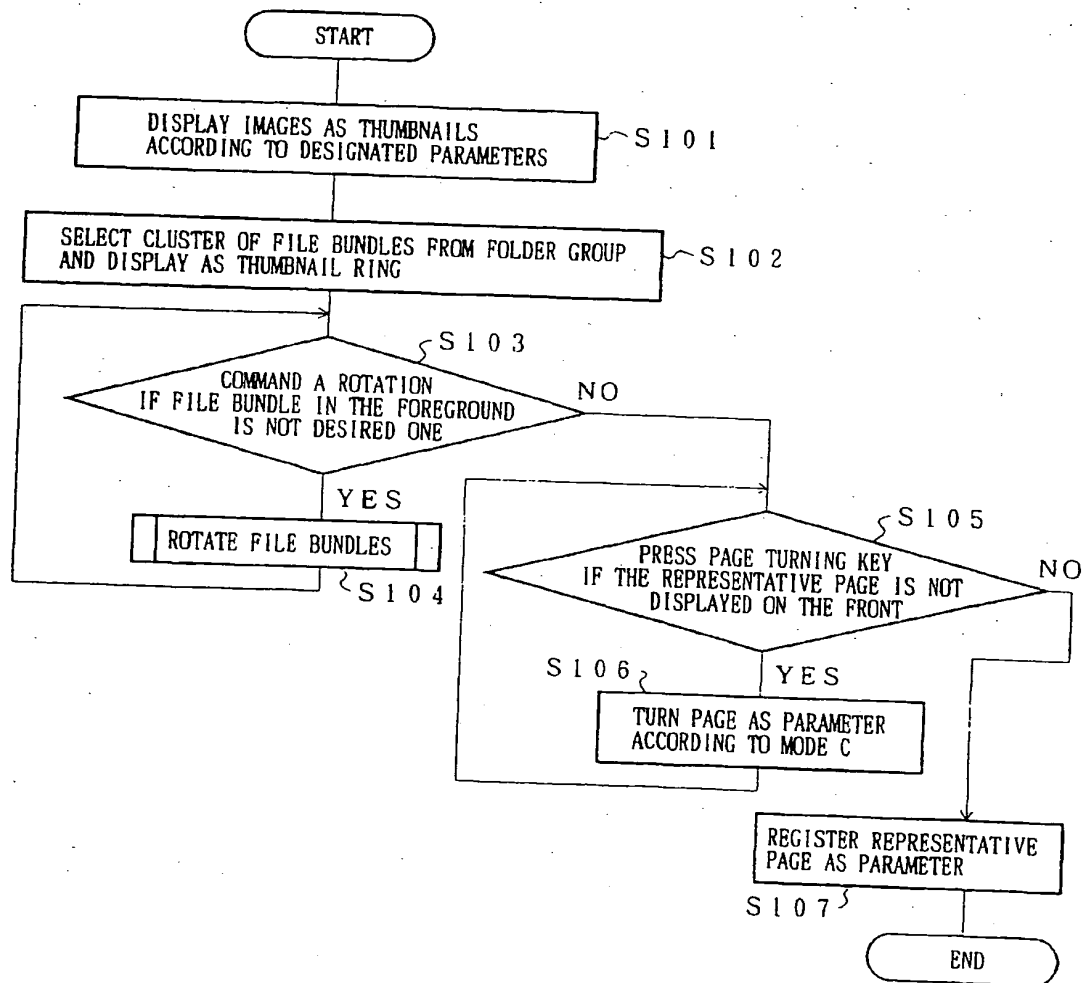 START
DISPLAY IMAGES AS THUMBNAILS
ACCORDING TO DESIGNATED PARAMETERS
S101
SELECT CLUSTER OF FILE BUNDLES FROM FOLDER GROUP
AND DISPLAY AS THUMBNAIL RING
S102
S103
COMMAND A ROTATION
IF FILE BUNDLE IN THE FOREGROUND
IS NOT DESIRED ONE
NO
YES
ROTATE FILE BUNDLES
S104
S105
PRESS PAGE TURNING KEY
IF THE REPRESENTATIVE PAGE IS NOT
DISPLAYED ON THE FRONT
NO
YES
S106
TURN PAGE AS PARAMETER
ACCORDING TO MODE C
REGISTER REPRESENTATIVE
PAGE AS PARAMETER
S107
END